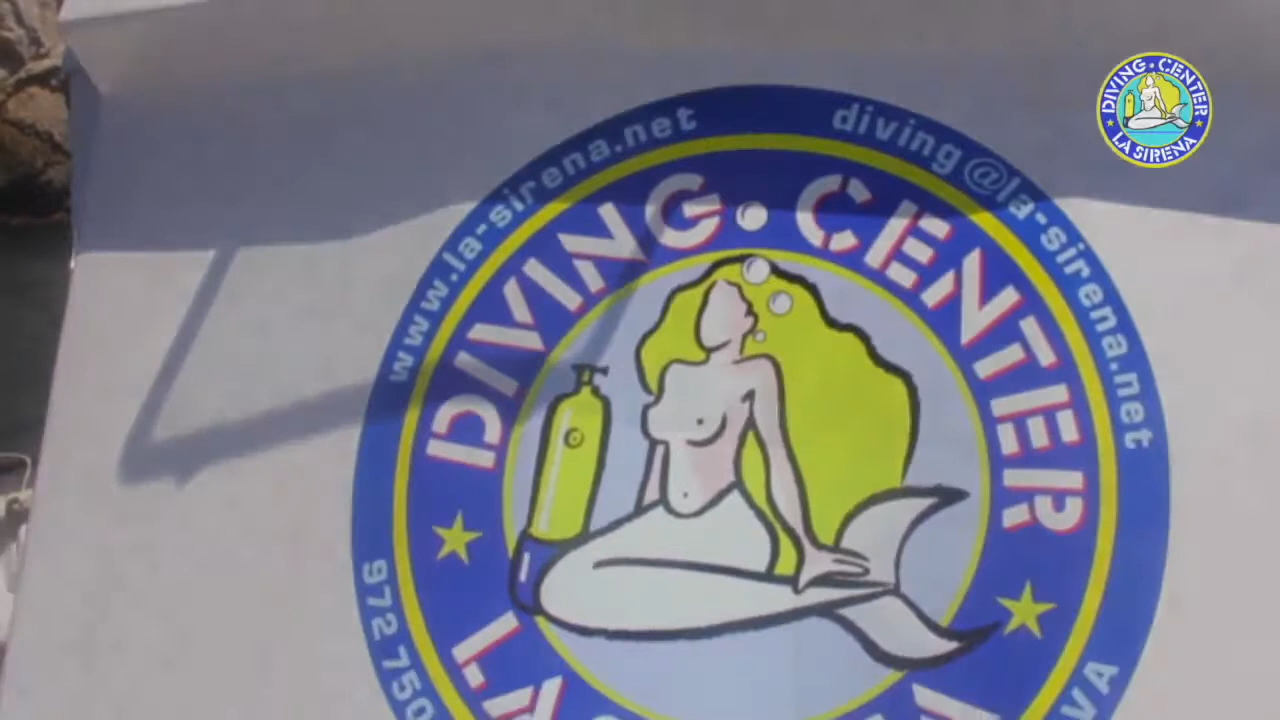 www.la-sirena.net
diving@la-sirena.net
DIVING · CENTER
972 750
DIVING · CENTER
LA SIRENA